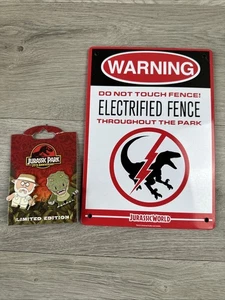 WARNING
DO NOT TOUCH FENCE!
ELECTRIFIED FENCE
THROUGHOUT THE PARK
JURASSIC WORLD
JURASSIC PARK
LIMITED EDITION